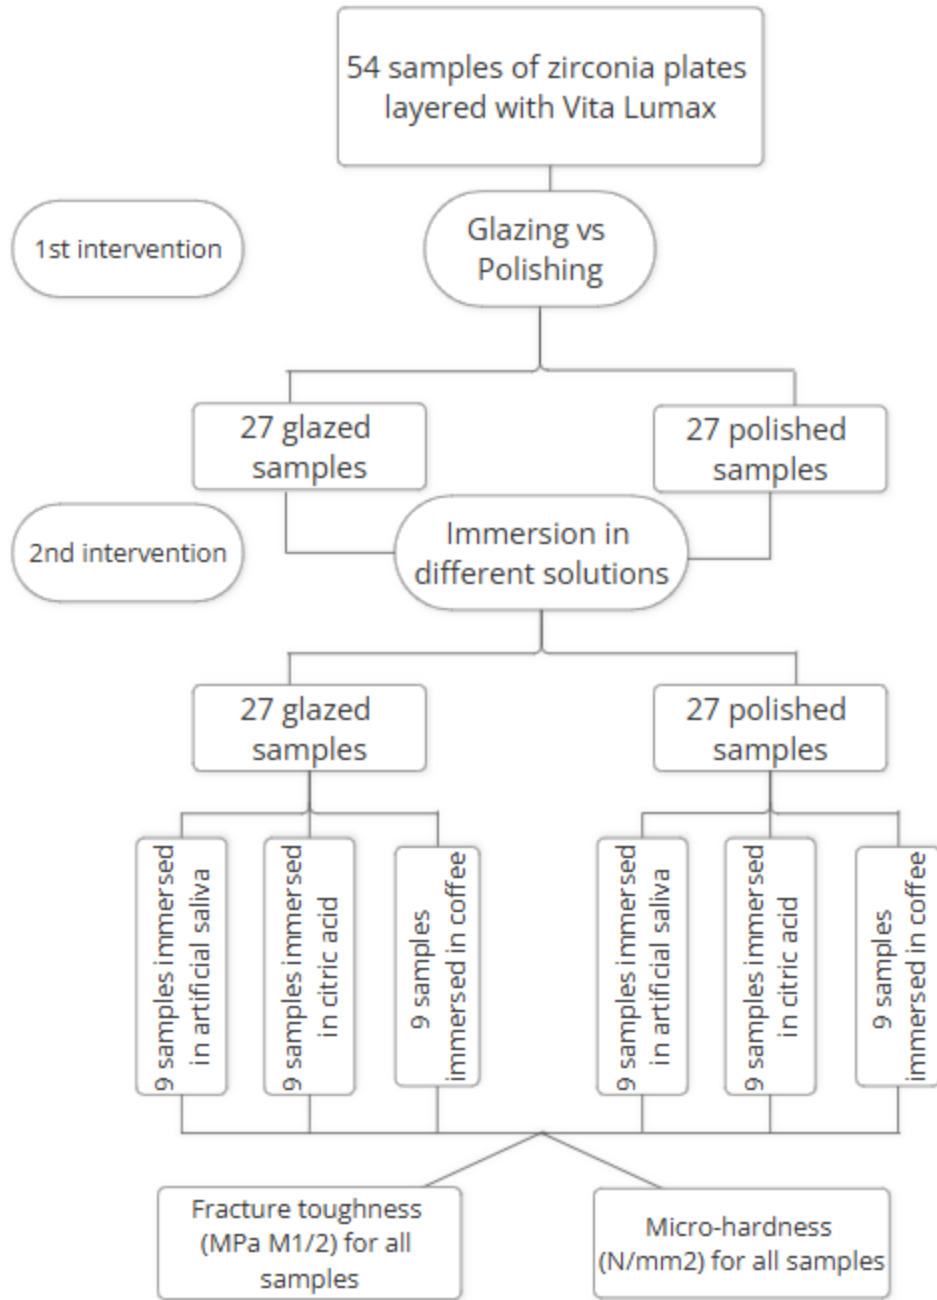 54 samples of zirconia plates
layered with Vita Lumax
1st intervention
Glazing vs
Polishing
27 glazed
samples
27 polished
samples
2nd intervention
Immersion in
different solutions
27 glazed
samples
27 polished
samples
9 samples immersed
in artificial saliva
9 samples immersed
in citric acid
9 samples
immersed in coffee
9 samples immersed
in artificial saliva
9 samples immersed
in citric acid
9 samples
immersed in coffee
Fracture toughness
(MPa M1/2) for all
samples
Micro-hardness
(N/mm2) for all samples